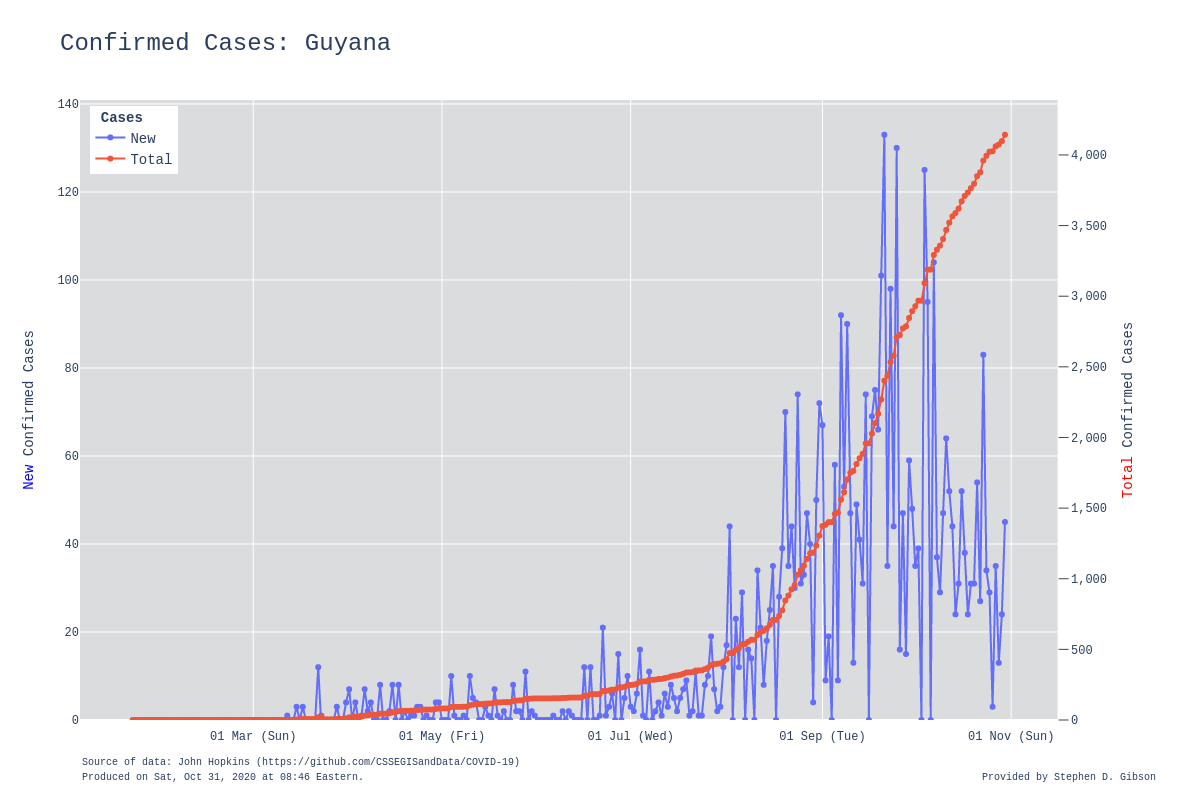 Confirmed Cases: Guyana
Cases
New
Total
140
120
100
80
60
40
20
0
New Confirmed Cases
4,000
3,500
3,000
2,500
2,000
1,500
1,000
500
0
Total Confirmed Cases
01 Mar (Sun) 01 May (Fri) 01 Jul (Wed) 01 Sep (Tue) 01 Nov (Sun)
Source of data: John Hopkins (https://github.com/CSSEGISandData/COVID-19)
Produced on Sat, Oct 31, 2020 at 08:46 Eastern.
Provided by Stephen D. Gibson